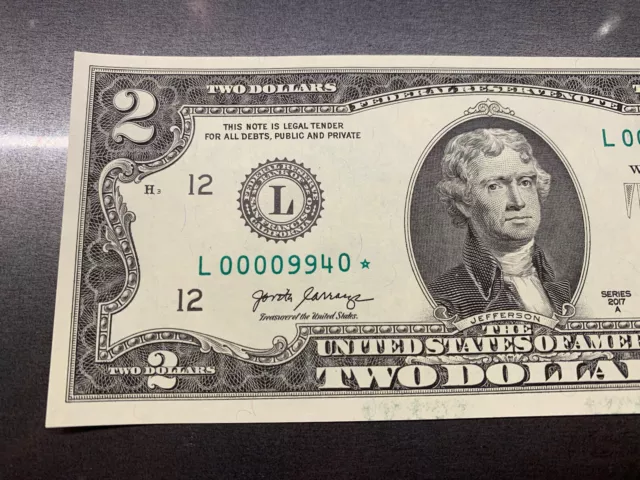 2
TWO DOLLARS
FEDERAL RESERVE NOTE
THIS NOTE IS LEGAL TENDER
FOR ALL DEBTS, PUBLIC AND PRIVATE
L 00
W
H 3
12
L
L 00009940 *
12
Treasurer of the United States.
SERIES
2017
A
JEFFERSON
THE
UNITED STATES OF AMER
2
TWO DOLLARS
TWO DOLLA